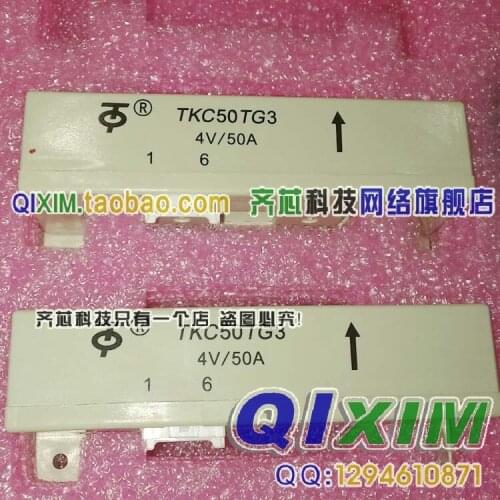 ® TKC50TG3
4V/50A
1 6
QIXIM.taobao.com 齐芯科技网络旗舰店
齐芯科技只有一个店 盗图必究!
® TKC50TG3
4V/50A
1 6
QIXIM
QQ:1294610871